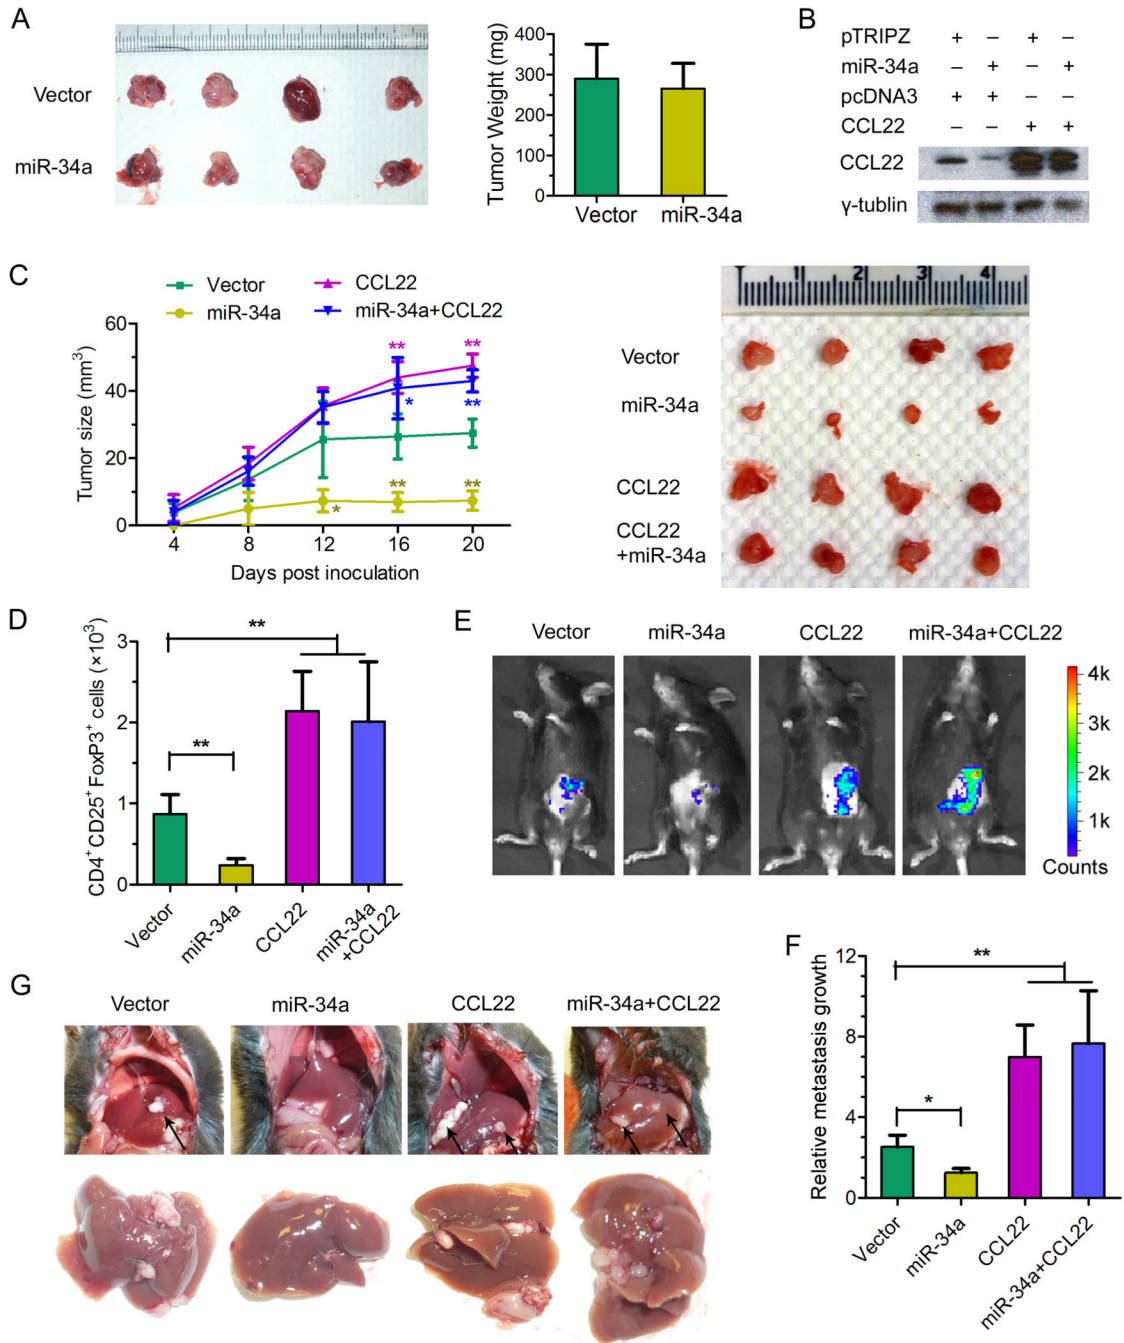 A
Vector
miR-34a
Tumor Weight (mg)
400
300
200
100
0
Vector miR-34a
B
pTRIPZ + – + –
miR-34a – + – +
pcDNA3 + + – –
CCL22 – – + +
CCL22
γ-tublin
C
Vector
miR-34a
CCL22
miR-34a+CCL22
Tumor size (mm³)
60
40
20
0
** **
* **
** **
*
4 8 12 16 20
Days post inoculation
1 2 3 4
Vector
miR-34a
CCL22
CCL22
+miR-34a
D
CD4⁺ CD25⁺ FoxP3⁺ cells (×10³)
3
2
1
0
**
**
Vector
miR-34a
CCL22
miR-34a
+CCL22
E
Vector miR-34a CCL22 miR-34a+CCL22
4k
3k
2k
1k
Counts
F
Relative metastasis growth
12
8
4
0
**
*
Vector
miR-34a
CCL22
miR-34a+CCL22
G
Vector miR-34a CCL22 miR-34a+CCL22